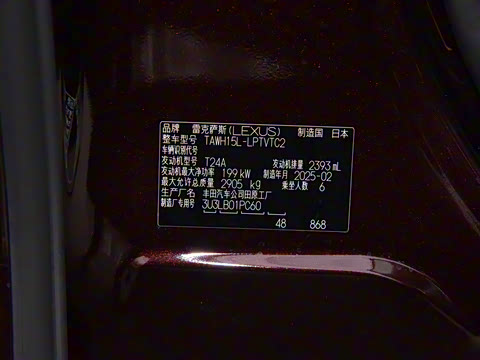 品牌 雷克萨斯(LEXUS) 制造国 日本
整车型号 TAWH15L-LPTVTC2
车辆识别代号
发动机型号 T24A 发动机排量 2393 mL
发动机最大净功率 199 kW 制造年月 2025-02
最大允许总质量 2905 kg 乘坐人数 6
生产厂名 丰田汽车公司田原工厂
制造厂专用号 3U3LB01PC60
48 868